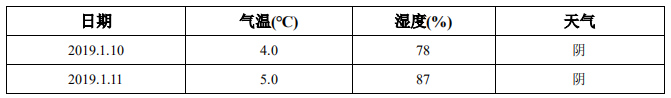 日期 气温(℃) 湿度(%) 天气
2019.1.10 4.0 78 阴
2019.1.11 5.0 87 阴